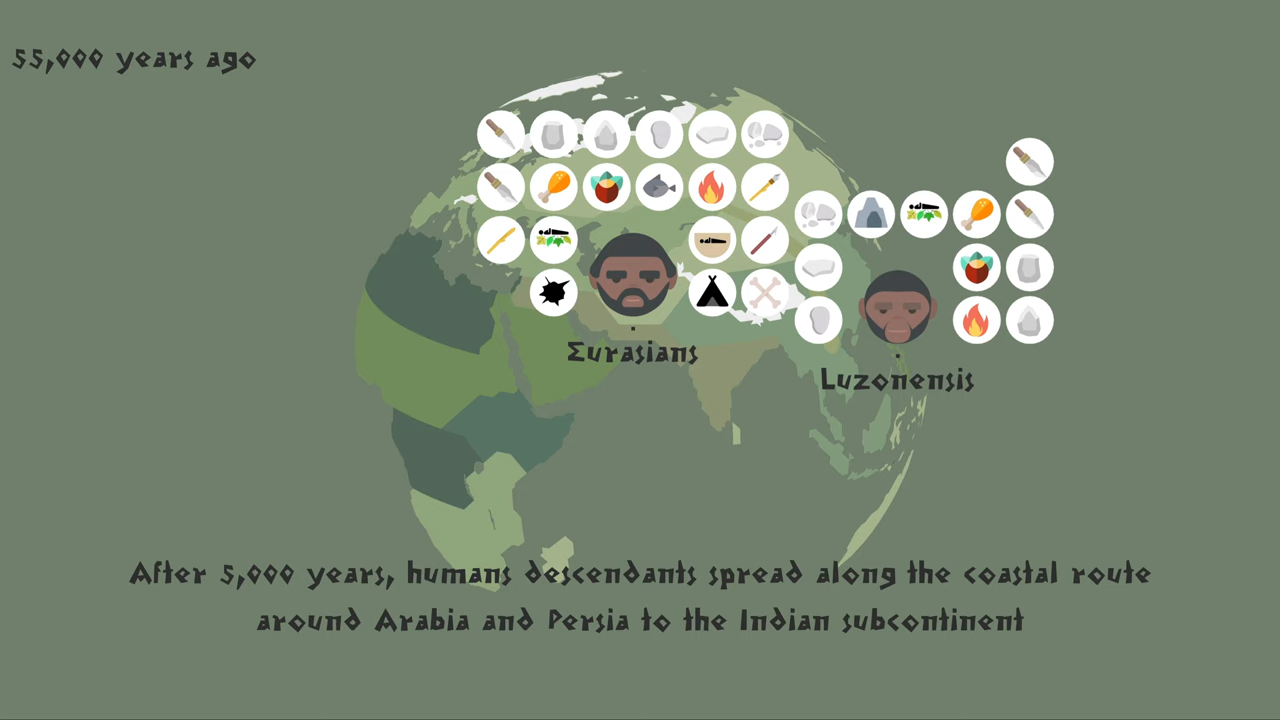 55,000 years ago
Eurasians
Luzonensis
After 5,000 years, humans descendants spread along the coastal route
around Arabia and Persia to the Indian subcontinent